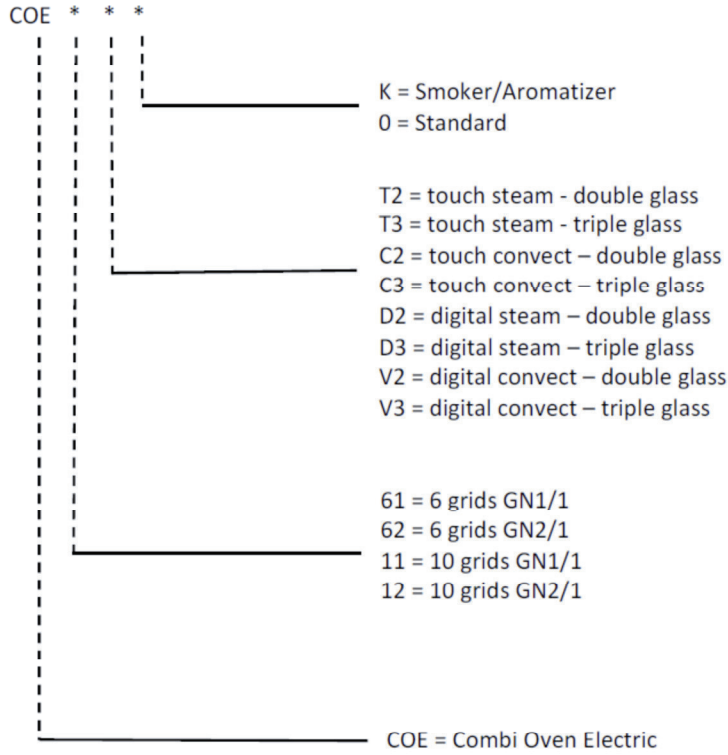 COE * * *
K = Smoker/Aromatizer
0 = Standard
T2 = touch steam - double glass
T3 = touch steam - triple glass
C2 = touch convect – double glass
C3 = touch convect – triple glass
D2 = digital steam – double glass
D3 = digital steam – triple glass
V2 = digital convect – double glass
V3 = digital convect – triple glass
61 = 6 grids GN1/1
62 = 6 grids GN2/1
11 = 10 grids GN1/1
12 = 10 grids GN2/1
COE = Combi Oven Electric